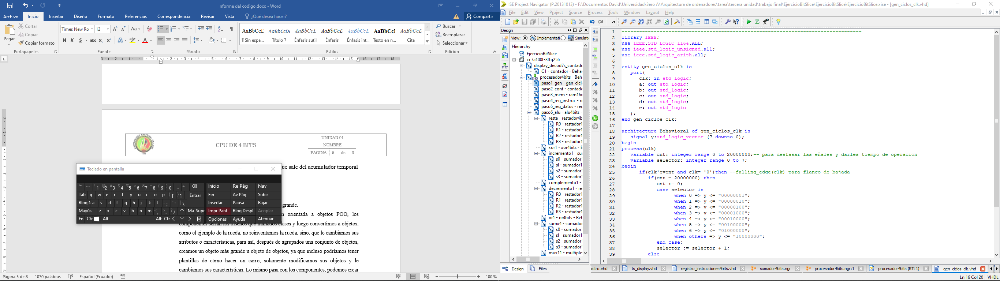 Informe del codigo.docx - Word
Archivo Inicio Insertar Diseño Formato Referencias Correspondencia Revisar Vista ¿Qué desea hacer? Compartir
Pegar
Cortar
Copiar
Copiar formato
Portapapeles
Times New Ro 12
N K S abc x₂ x²
Fuente
Párrafo
AaBbCcD AaBbCcDc AaBbCcL AaBbCcL AaBbCcL AaBbCcI AaBbCcL
¶ Sin espa... Título 7 Énfasis sutil Énfasis Énfasis int... Texto en n... Cita
Estilos
Buscar
Reemplazar
Seleccionar
Edición
CPU DE 4 BITS
UNIDAD 01
NOMBRE
PAGINA 5 de 3
ue sale del acumulador temporal
grande.
n orientada a objetos POO, los
componentes serían los diseños que llamados clases y luego convertimos a objetos,
como el ejemplo de la rueda, no reinventamos la rueda, sino, que le cambiamos sus
atributos o características, para así, después de agrupados una conjunto de objetos,
creamos un objeto más grande u objeto de objetos, ya que incluso podríamos tener
plantillas de cómo hacer un carro, solamente modificamos sus objetos y le
cambiamos sus características. Lo mismo pasa con los componentes, podemos crear
Teclado en pantalla
Inicio Re Pág Nav
Tab q w e r t y u i o p [ ] Entrar Fin Av Pág Subir
Bloq M a s d f g h j k l ; ' \ Insertar Pausa Bajar
Mayús z x c v b n m , . / Ma Supr Impr Pant Bloq Despl Acoplar
Fn Ctr Alt Alt Ctr Opciones Ayuda Atenuar
Página 5 de 8 1070 palabras Español (Ecuador) 100 %
ISE Project Navigator (P.20131013) - F:\Documentos David\Universidad\3ero A\Arquitectura de ordenadores\tarea\tercera unidad\trabajo final\EjercicioBitSlice\EjercicioBitSlice\EjercicioBitSlice.xise - [gen_ciclos_clk.vhd]
File Edit View Project Source Process Tools Window Layout Help
Design
View: Implementati Simulati
Hierarchy
EjercicioBitSlice
xc7a100t-3ftg256
display_decod7s_contado
C1 - contador - Behav
procesador4bits - Beh
paso1_gen - gen_ciclo
paso2_cont - contado
paso3_mem - ram16x
paso4_reg_instruc - re
paso5_reg_datos - reg
paso6_alu - alu4bits -
resta - restador4b
R0 - restador1
R1 - restador1
R2 - restador1
R3 - restador1
xor1 - xor4bits - B
incremento1 - sur
s0 - sumador1
s1 - sumador1
s2 - sumador1
s3 - sumador1
complemento1 -
decremento1 - re
R0 - restador1
R1 - restador1
R2 - restador1
R3 - restador1
or1 - or4bits - Beh
sumx4 - sumador
s0 - sumador1
s1 - sumador1
s2 - sumador1
s3 - sumador1
mux11 - multiplex
Design Files
1 ----------
2 library IEEE;
3 use IEEE.STD_LOGIC_1164.ALL;
4 use ieee.std_logic_unsigned.all;
5 use ieee.std_logic_arith.all;
6
7 entity gen_ciclos_clk is
8 port(
9 clk: in std_logic;
10 a: out std_logic;
11 b: out std_logic;
12 c: out std_logic;
13 d: out std_logic;
14 e: out std_logic
15 );
16 end gen_ciclos_clk;
17
18 architecture Behavioral of gen_ciclos_clk is
19 signal y:std_logic_vector (7 downto 0);
20 begin
21 process(clk)
22 variable cnt: integer range 0 to 20000000;-- para desfasar las eñales y darles tiempo de operacion
23 variable selector: integer range 0 to 7;
24 begin
25 if(clk'event and clk= '0')then --falling_edge(clk) para flanco de bajada
26 if(cnt = 20000000) then
27 cnt := 0;
28 case selector is
29 when 0 => y <= "00000001";
30 when 1 => y <= "00000010";
31 when 2 => y <= "00000100";
32 when 3 => y <= "00001000";
33 when 4 => y <= "00010000";
34 when 5 => y <= "00100000";
35 when 6 => y <= "01000000";
36 when others => y <= "10000000";
37 end case;
38 selector := selector + 1;
39 else
istro.vhd ts_display.vhd registro_instrucciones4bits.vhd sumador4bits.ngr procesador4bits.ngr:1 procesador4bits (RTL1) gen_ciclos_clk.vhd
Ln 16 Col 20 VHDL